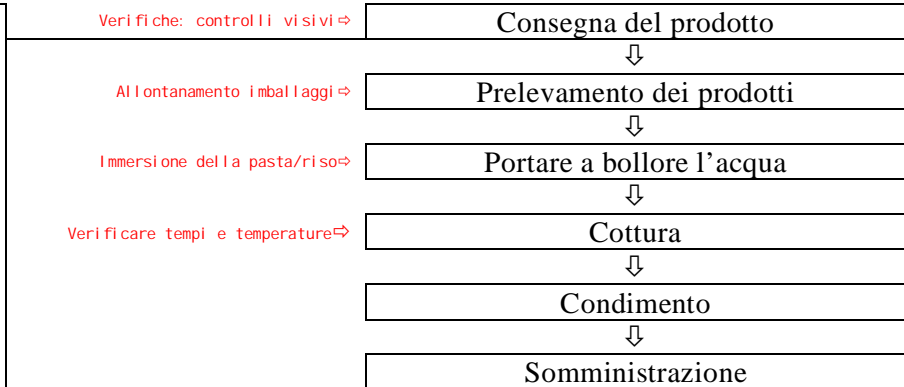 Verifiche: controlli visivi⇨ Consegna del prodotto
⇩
Allontanamento imballaggi⇨ Prelevamento dei prodotti
⇩
Immersione della pasta/riso⇨ Portare a bollore l’acqua
⇩
Verificare tempi e temperature⇨ Cottura
⇩
Condimento
⇩
Somministrazione